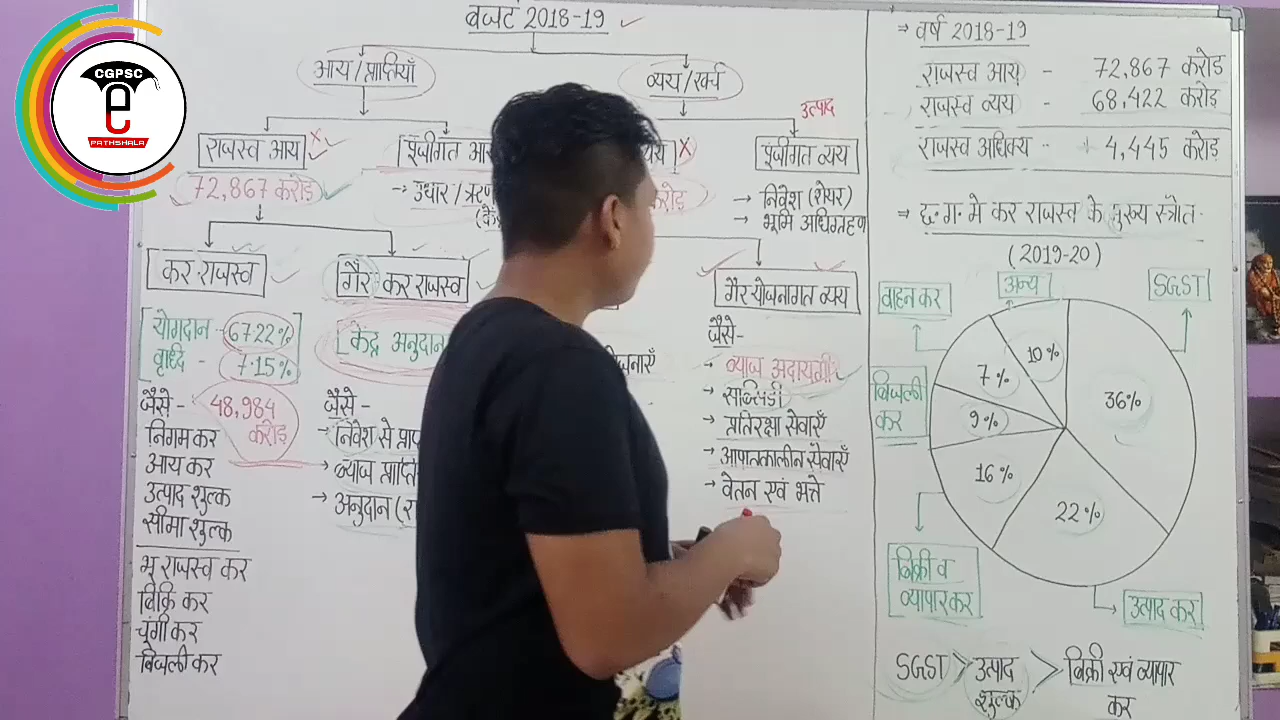 CGPSC
e
PATHSHALA
बजट 2018-19
आय/प्राप्तियाँ
व्यय/खर्च
राजस्व आय
72,867 करोड़
पूंजीगत आय
→ उधार/ऋण
व्यय
करोड़
उत्पाद
पूंजीगत व्यय
→ निवेश (शेयर)
→ भूमि अधिग्रहण
कर राजस्व
योगदान - 67.22%
वृध्दि - 7.15%
जैसे - 48,984 करोड़
निगम कर
आय कर
उत्पाद शुल्क
सीमा शुल्क
भू राजस्व कर
बिक्रि कर
चुंगी कर
बिजली कर
गैर कर राजस्व
केंद्र अनुदान
जैसे -
→ निवेश से
→ ब्याज
→ अनुदान
गैर योजनागत व्यय
जैसे-
→ ब्याज अदायगी
→ सब्सिडी
→ प्रतिरक्षा सेवाएँ
→ आपातकालीन सेवाएँ
→ वेतन एवं भत्ते
→ वर्ष 2018-19
राजस्व आय - 72,867 करोड़
राजस्व व्यय - 68,422 करोड़
राजस्व आधिक्य - + 4,445 करोड़
→ छ.ग. मे कर राजस्व के मुख्य स्त्रोत -
(2019-20)
वाहन कर
अन्य
SGST
10%
7%
36%
बिजली कर
9%
16%
22%
बिक्री व
व्यापार कर
उत्पाद कर
SGST > उत्पाद शुल्क > बिक्री एवं व्यापार कर